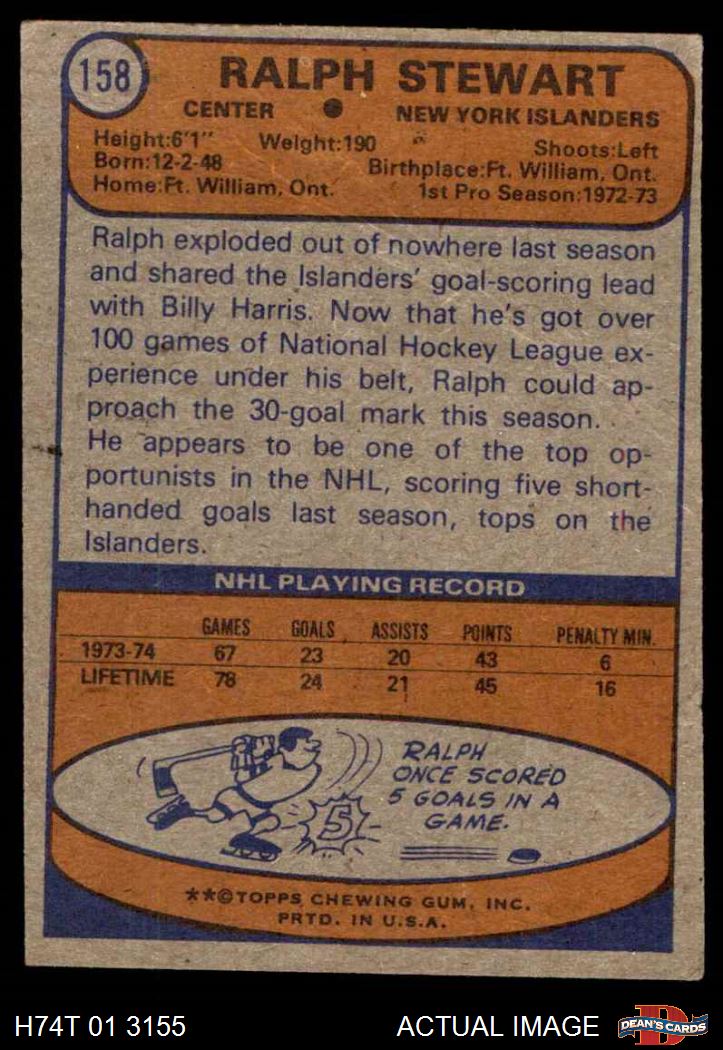 158
RALPH STEWART
CENTER ● NEW YORK ISLANDERS
Height:6'1" Weight:190 Shoots:Left
Born:12-2-48 Birthplace:Ft. William, Ont.
Home:Ft. William, Ont. 1st Pro Season:1972-73
Ralph exploded out of nowhere last season
and shared the Islanders' goal-scoring lead
with Billy Harris. Now that he's got over
100 games of National Hockey League ex-
perience under his belt, Ralph could ap-
proach the 30-goal mark this season.
He appears to be one of the top op-
portunists in the NHL, scoring five short-
handed goals last season, tops on the
Islanders.
NHL PLAYING RECORD
GAMES GOALS ASSISTS POINTS PENALTY MIN.
1973-74 67 23 20 43 6
LIFETIME 78 24 21 45 16
RALPH
ONCE SCORED
5 GOALS IN A
GAME.
5
**©TOPPS CHEWING GUM, INC.
PRTD. IN U.S.A.
H74T 01 3155 ACTUAL IMAGE
D
DEAN'S CARDS